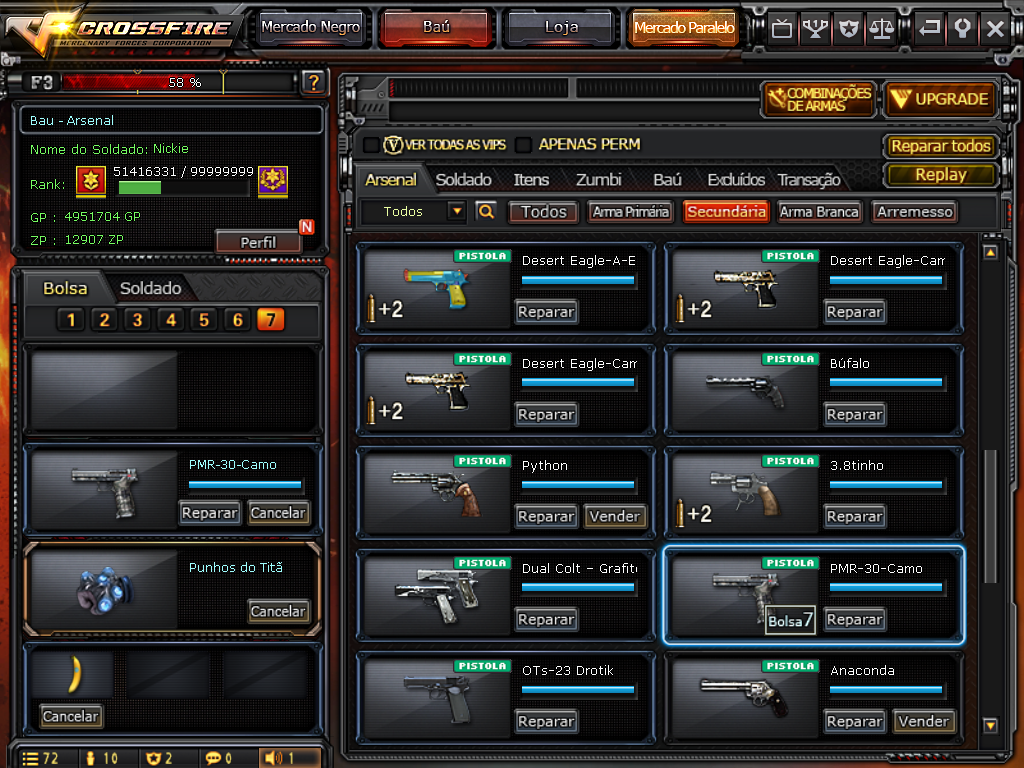 CROSSFIRE
MERCENARY FORCES CORPORATION
Mercado Negro
Baú
Loja
Mercado Paralelo
F3
58 %
?
COMBINAÇÕES
DE ARMAS
UPGRADE
Bau - Arsenal
Nome do Soldado: Nickie
Rank:
51416331 / 99999999
GP : 4951704 GP
ZP : 12907 ZP
N
Perfil
V VER TODAS AS VIPS
APENAS PERM
Reparar todos
Replay
Arsenal
Soldado
Itens
Zumbi
Baú
Excluídos
Transação
Todos
Todos
Arma Primária
Secundária
Arma Branca
Arremesso
Bolsa
Soldado
1 2 3 4 5 6 7
PMR-30-Camo
Reparar
Cancelar
Punhos do Titã
Cancelar
Cancelar
72
10
2
0
1
PISTOLA
Desert Eagle-A-E
+2
Reparar
PISTOLA
Desert Eagle-Cam
+2
Reparar
PISTOLA
Desert Eagle-Cam
+2
Reparar
PISTOLA
Búfalo
Reparar
PISTOLA
Python
Reparar
Vender
PISTOLA
3.8tinho
+2
Reparar
PISTOLA
Dual Colt - Grafit
Reparar
PISTOLA
PMR-30-Camo
Bolsa7
Reparar
PISTOLA
OTs-23 Drotik
Reparar
PISTOLA
Anaconda
Reparar
Vender